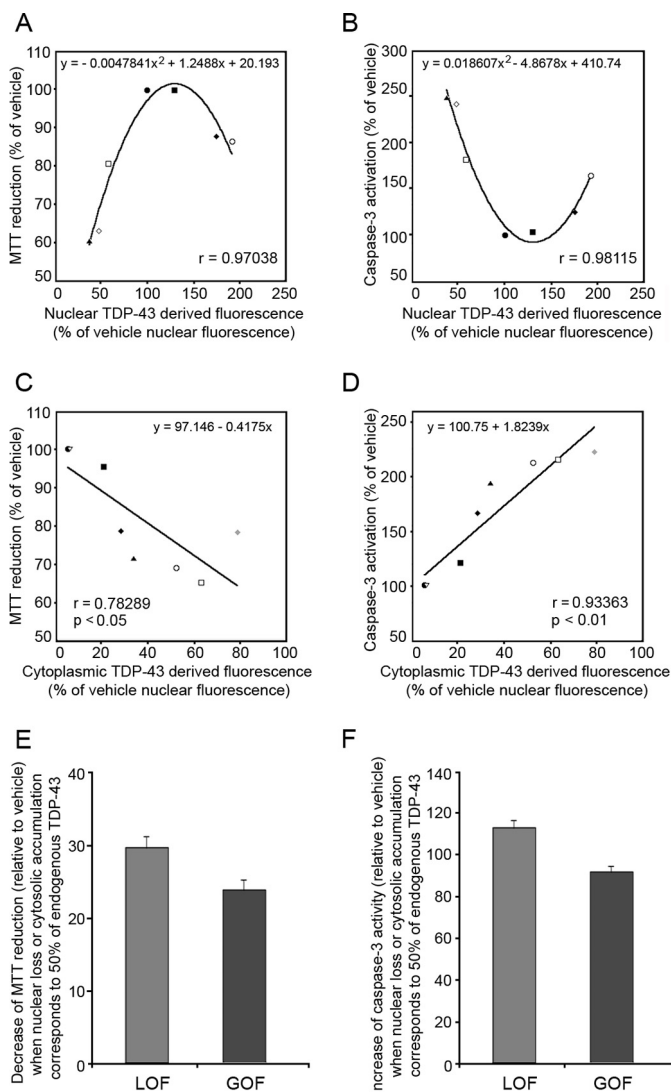 A
y = - 0.0047841x² + 1.2488x + 20.193
MTT reduction (% of vehicle)
110
100
90
80
70
60
50
r = 0.97038
0 50 100 150 200 250
Nuclear TDP-43 derived fluorescence
(% of vehicle nuclear fluorescence)
B
y = 0.018607x² - 4.8678x + 410.74
Caspase-3 activation (% of vehicle)
300
250
200
150
100
50
r = 0.98115
0 50 100 150 200 250
Nuclear TDP-43 derived fluorescence
(% of vehicle nuclear fluorescence)
C
y = 97.146 - 0.4175x
MTT reduction (% of vehicle)
110
100
90
80
70
60
50
r = 0.78289
p < 0.05
0 20 40 60 80 100
Cytoplasmic TDP-43 derived fluorescence
(% of vehicle nuclear fluorescence)
D
y = 100.75 + 1.8239x
Caspase-3 activation (% of vehicle)
250
200
150
100
50
r = 0.93363
p < 0.01
0 20 40 60 80 100
Cytoplasmic TDP-43 derived fluorescence
(% of vehicle nuclear fluorescence)
E
Decrease of MTT reduction (relative to vehicle)
when nuclear loss or cytosolic accumulation
corresponds to 50% of endogenous TDP-43
40
30
20
10
0
LOF GOF
F
ncrease of caspase-3 activity (relative to vehicle)
when nuclear loss or cytosolic accumulation
corresponds to 50% of endogenous TDP-43
140
120
100
80
60
40
20
0
LOF GOF